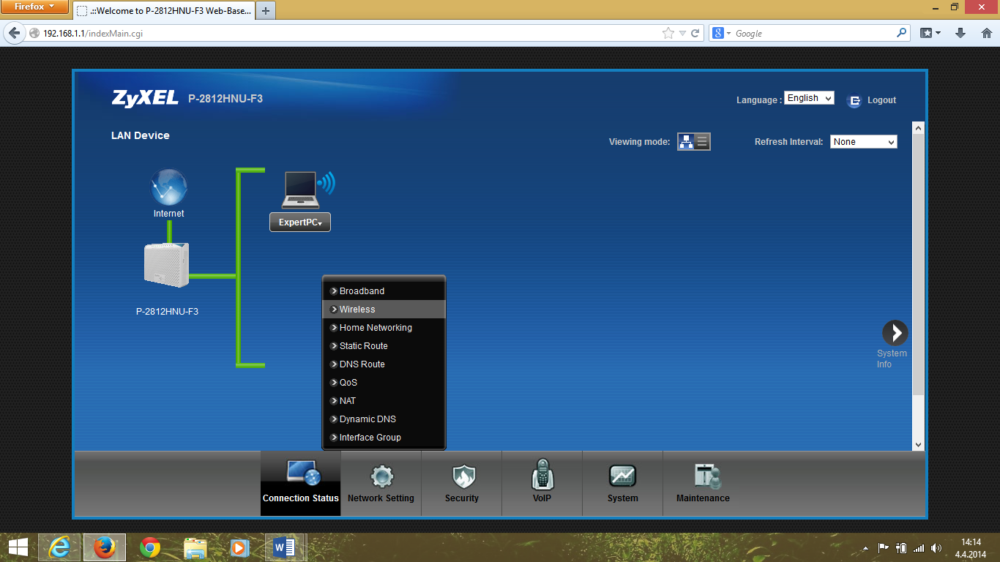 Firefox
.::Welcome to P-2812HNU-F3 Web-Base...
192.168.1.1/indexMain.cgi
Google
ZyXEL P-2812HNU-F3
Language : English
Logout
LAN Device
Viewing mode:
Refresh Interval: None
Internet
ExpertPC
P-2812HNU-F3
Broadband
Wireless
Home Networking
Static Route
DNS Route
QoS
NAT
Dynamic DNS
Interface Group
System
Info
Connection Status
Network Setting
Security
VoIP
System
Maintenance
14:14
4.4.2014